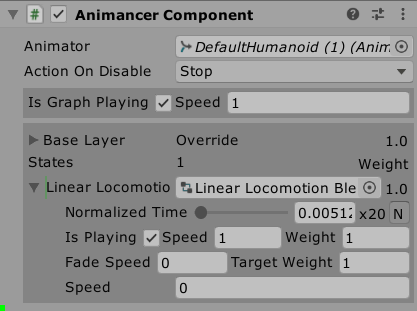 # Animancer Component
Animator DefaultHumanoid (1) (Anim
Action On Disable Stop
Is Graph Playing Speed 1
Base Layer Override 1.0
States 1 Weight
Linear Locomotio Linear Locomotion Ble 1.0
Normalized Time 0.00512 x20 N
Is Playing Speed 1 Weight 1
Fade Speed 0 Target Weight 1
Speed 0